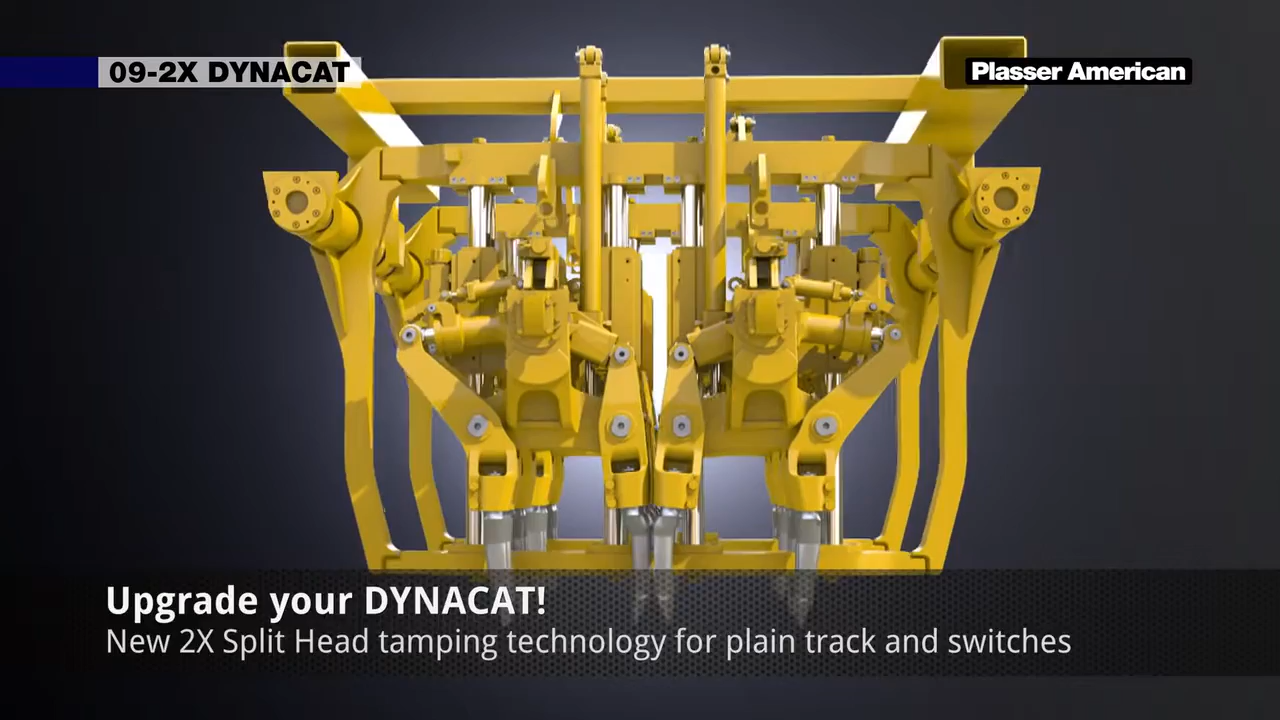 09-2X DYNACAT
Plasser American
Upgrade your DYNACAT!
New 2X Split Head tamping technology for plain track and switches